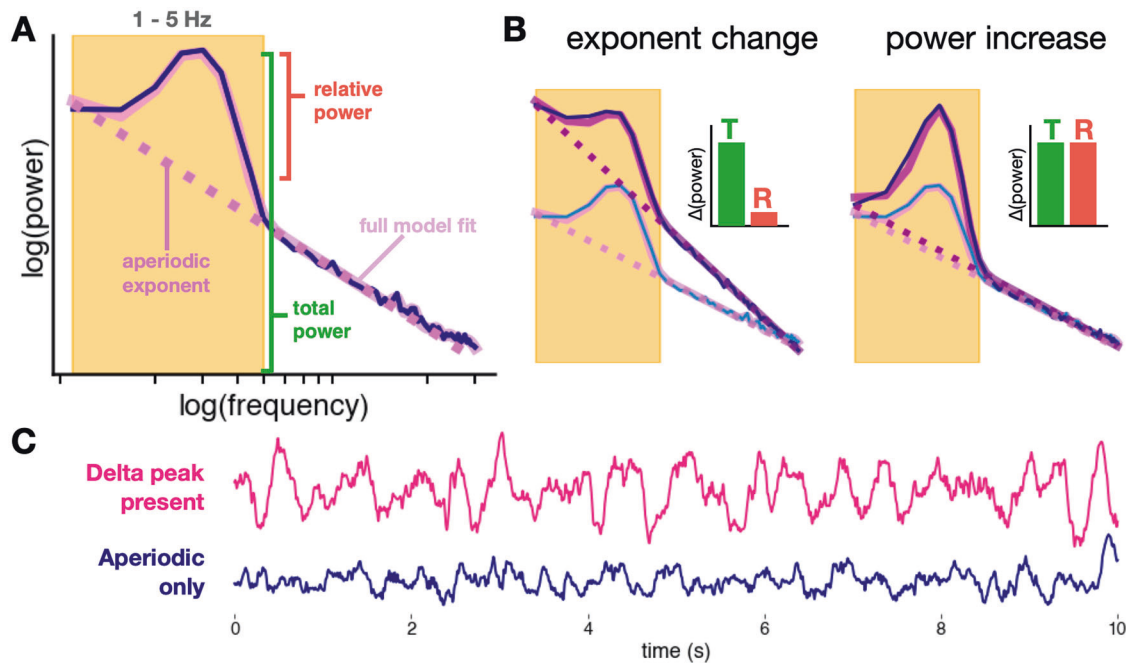 A
1 - 5 Hz
log(power)
relative
power
full model fit
aperiodic
exponent
total
power
log(frequency)
B
exponent change
power increase
Δ(power)
T
R
Δ(power)
T
R
C
Delta peak
present
Aperiodic
only
0
2
4
6
8
10
time (s)